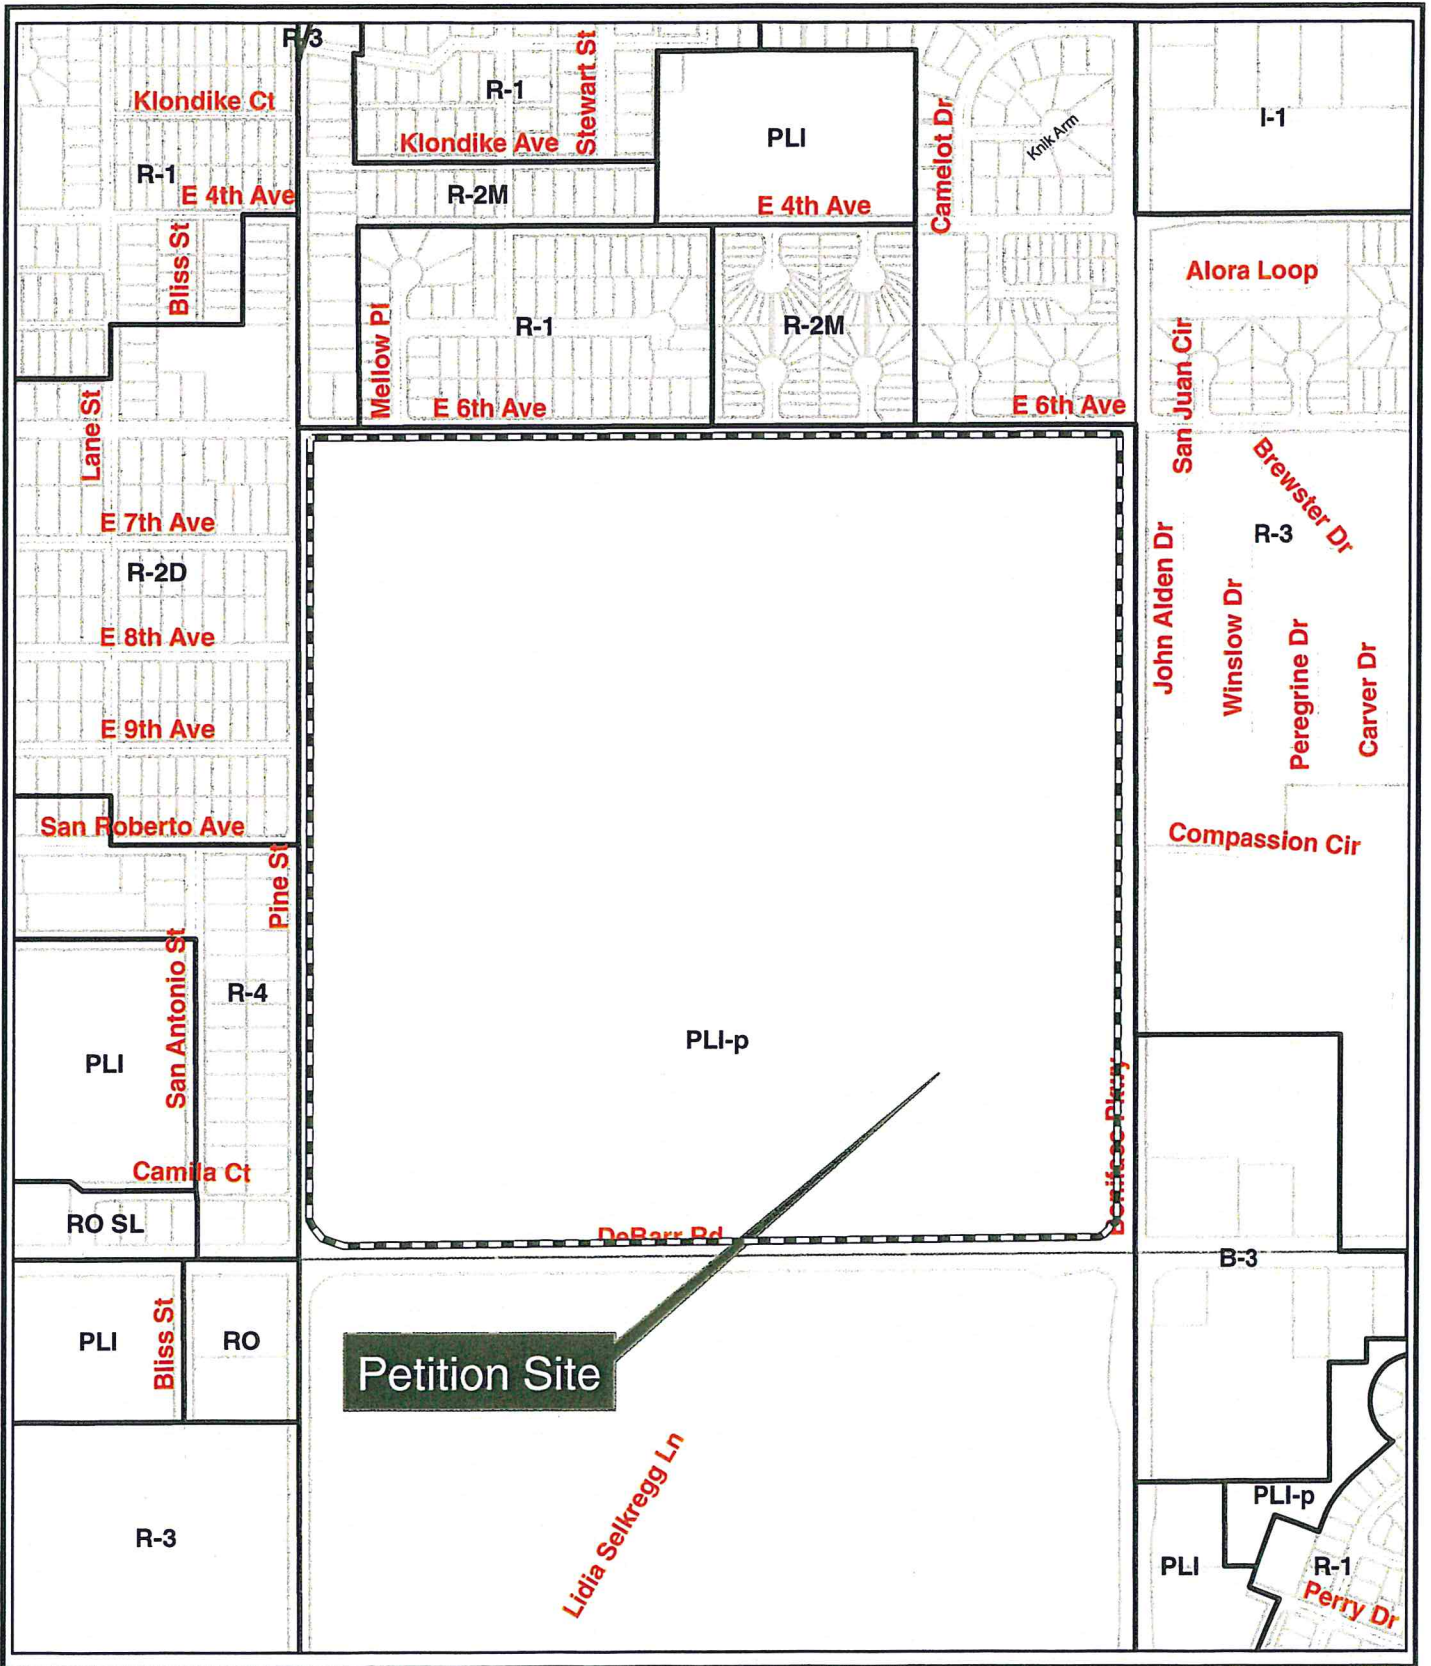 R-3
R-1
Stewart St
Klondike Ct
Klondike Ave
PLI
Camelot Dr
Knik Arm
I-1
R-1
E 4th Ave
R-2M
E 4th Ave
Bliss St
Alora Loop
Mellow Pl
R-1
R-2M
San Juan Cir
Lane St
E 6th Ave
E 6th Ave
Brewster Dr
E 7th Ave
R-3
R-2D
John Alden Dr
Winslow Dr
Peregrine Dr
Carver Dr
E 8th Ave
E 9th Ave
San Roberto Ave
Compassion Cir
Pine St
San Antonio St
R-4
PLI
PLI-p
Boniface Pkwy
Camila Ct
RO SL
DeBarr Rd
B-3
PLI
Bliss St
RO
Petition Site
Lidia Selkregg Ln
R-3
PLI-p
PLI
R-1
Perry Dr